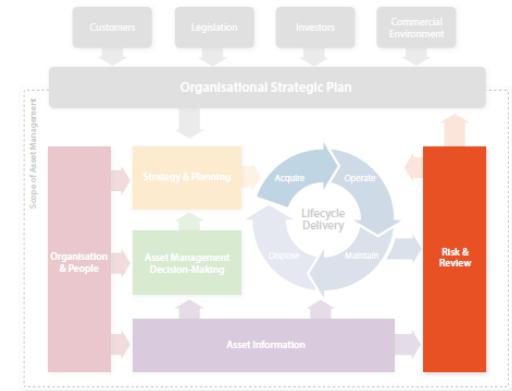 Customers
Legislation
Investors
Commercial
Environment
Organisational Strategic Plan
Scope of Asset Management
Strategy & Planning
Acquire
Operate
Lifecycle
Delivery
Organisation
& People
Asset Management
Decision-Making
Dispose
Maintain
Risk &
Review
Asset Information